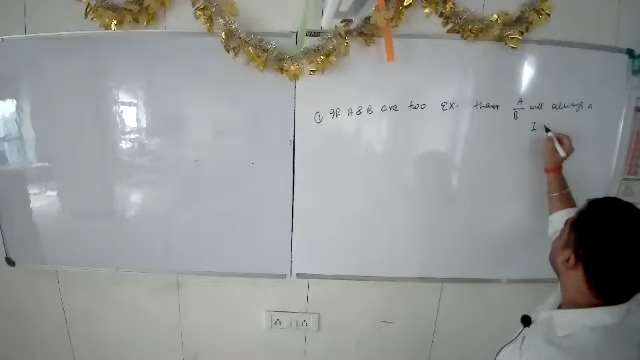 ① If A & B are two Ex. then A/B will always a
I